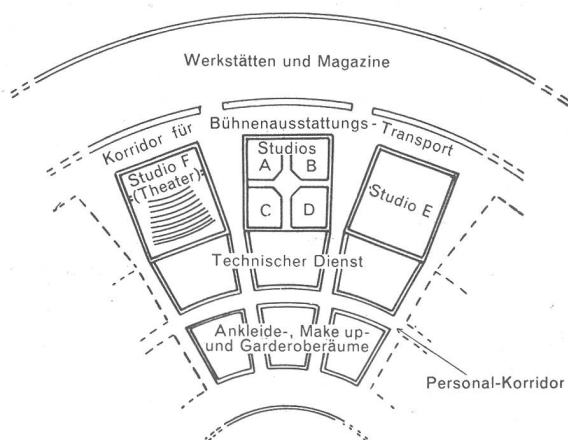 Werkstätten und Magazine
Korridor für Bühnenausstattungs-Transport
Studio F
(Theater)
Studios
A B
C D
Studio E
Technischer Dienst
Ankleide-, Make up-
und Garderoberäume
Personal-Korridor